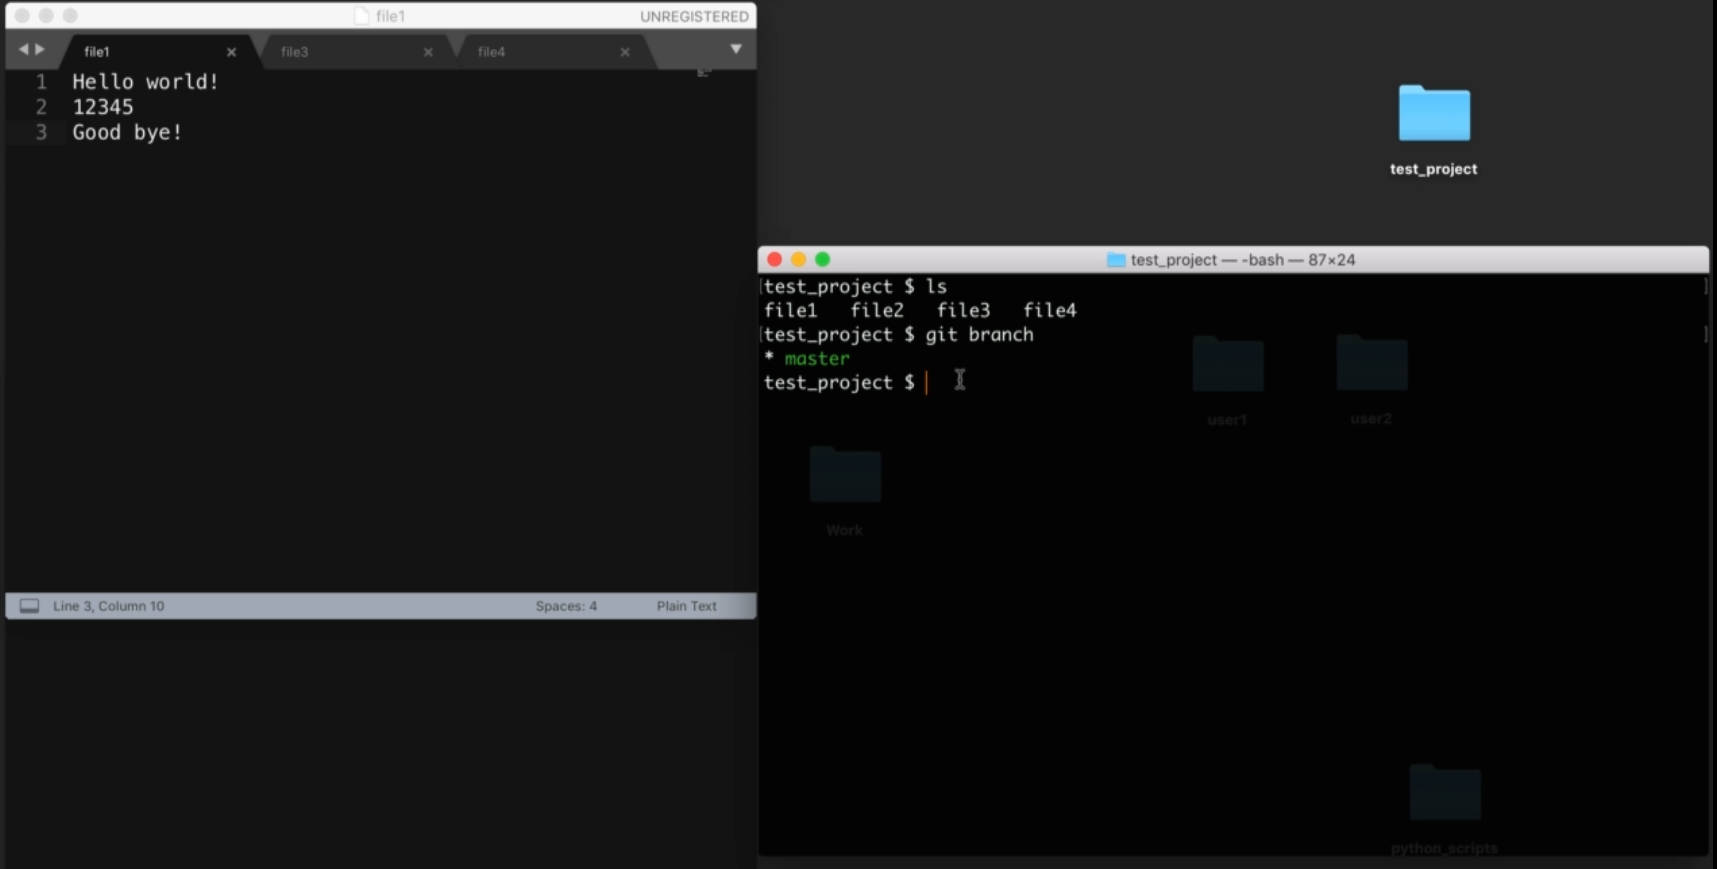 file1
UNREGISTERED
file1 × file3 × file4 ×
1 Hello world!
2 12345
3 Good bye!
Line 3, Column 10 Spaces: 4 Plain Text
test_project
test_project — -bash — 87×24
[test_project $ ls ]
file1 file2 file3 file4
[test_project $ git branch ]
* master
test_project $
user1 user2
Work
python_scripts